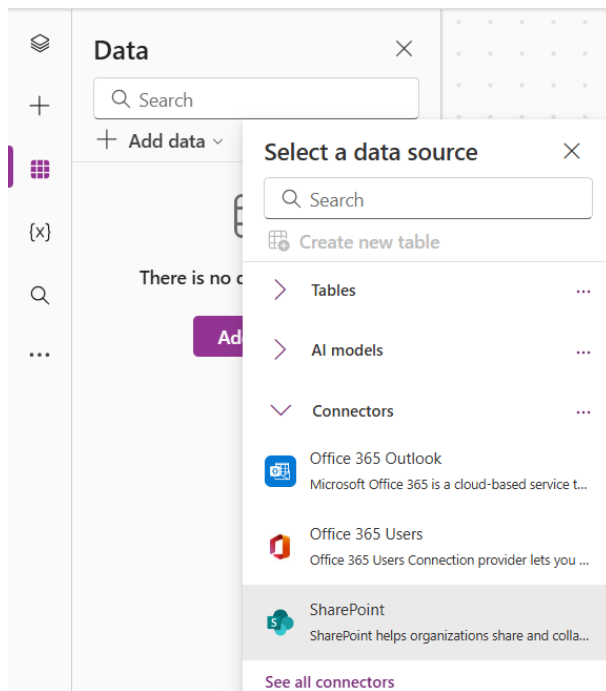 Data
Search
Add data
Select a data source
Search
Create new table
There is no
Tables
AI models
Connectors
Office 365 Outlook
Microsoft Office 365 is a cloud-based service t...
Office 365 Users
Office 365 Users Connection provider lets you ...
SharePoint
SharePoint helps organizations share and colla...
See all connectors